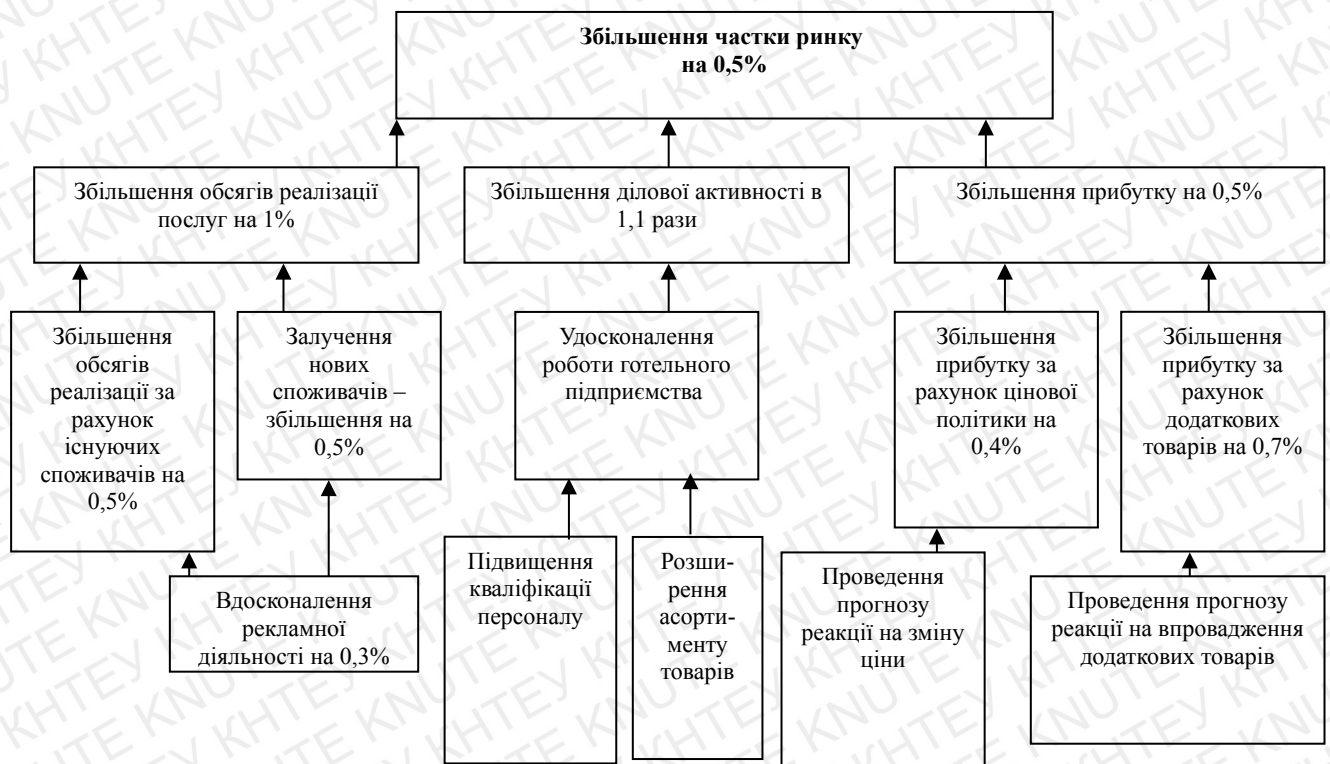 Збільшення частки ринку
на 0,5%
Збільшення обсягів реалізації
послуг на 1%
Збільшення ділової активності в
1,1 рази
Збільшення прибутку на 0,5%
Збільшення
обсягів
реалізації за
рахунок
існуючих
споживачів на
0,5%
Залучення
нових
споживачів –
збільшення на
0,5%
Удосконалення
роботи готельного
підприємства
Збільшення
прибутку за
рахунок цінової
політики на
0,4%
Збільшення
прибутку за
рахунок
додаткових
товарів на 0,7%
Вдосконалення
рекламної
діяльності на 0,3%
Підвищення
кваліфікації
персоналу
Розши-
рення
асорти-
менту
товарів
Проведення
прогнозу
реакції на зміну
ціни
Проведення прогнозу
реакції на впровадження
додаткових товарів